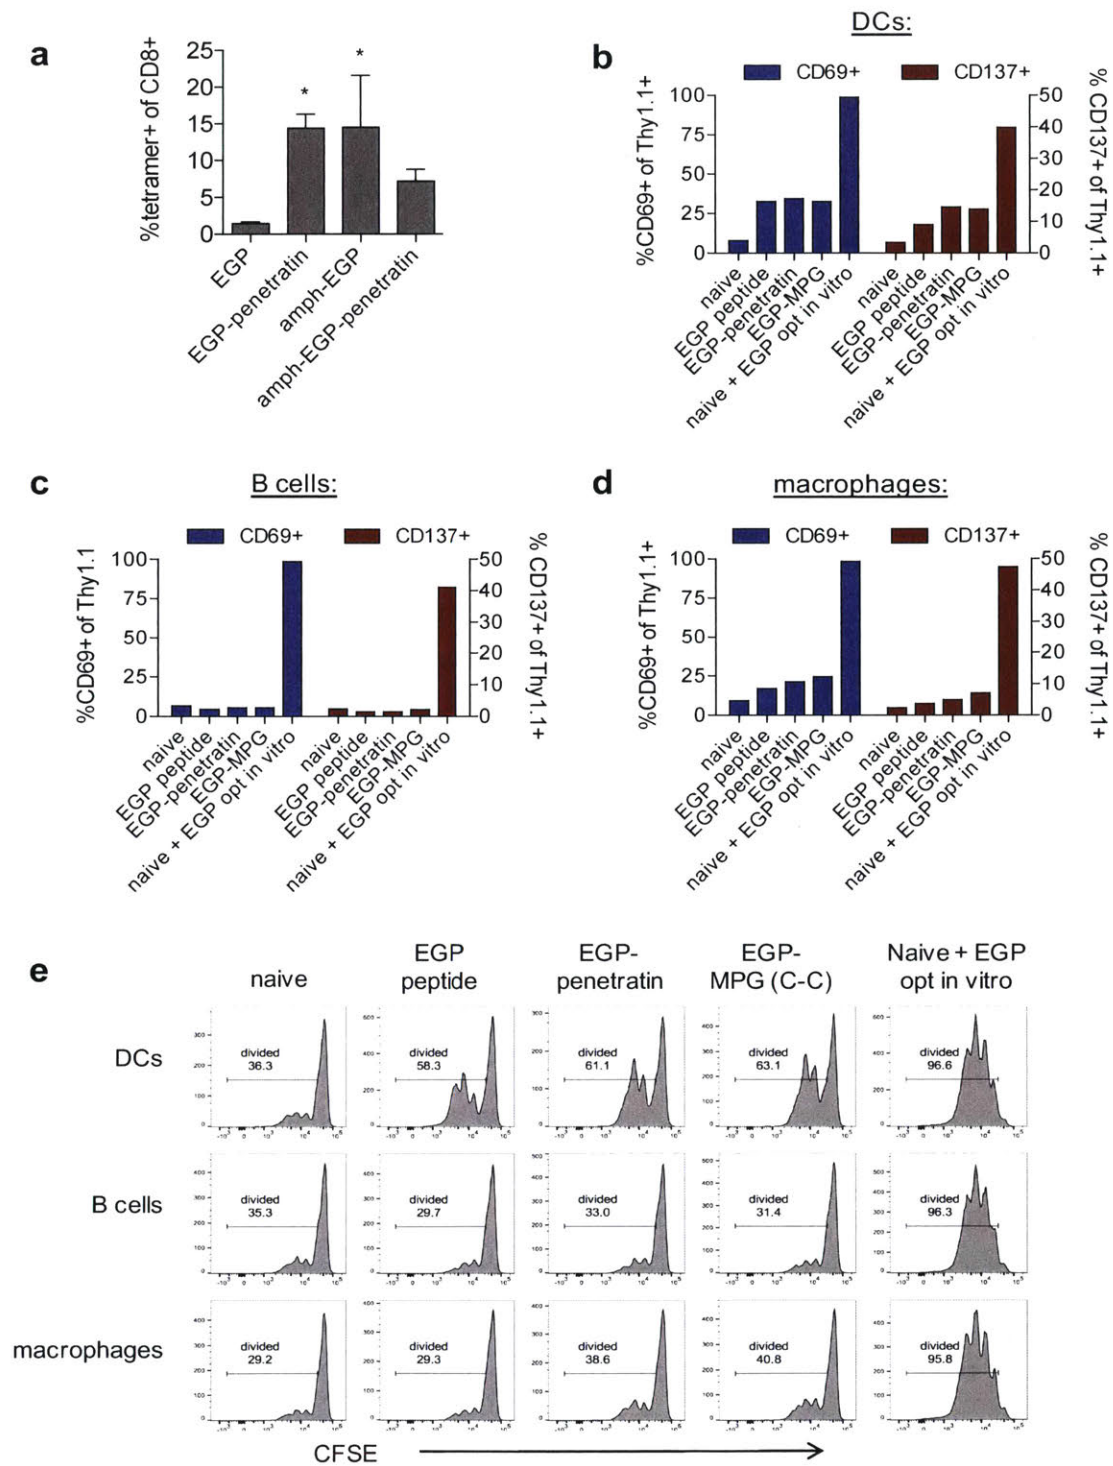 a
%tetramer+ of CD8+
25
20
15
10
5
0
*
*
EGP
EGP-penetratin
amph-EGP
amph-EGP-penetratin
b
DCs:
CD69+
CD137+
%CD69+ of Thy1.1+
100
75
50
25
0
50
40
30
20
10
0
% CD137+ of Thy1.1+
naive
EGP peptide
EGP-penetratin
EGP-MPG
naive + EGP opt in vitro
naive
EGP peptide
EGP-penetratin
EGP-MPG
naive + EGP opt in vitro
c
B cells:
CD69+
CD137+
%CD69+ of Thy1.1
100
75
50
25
0
50
40
30
20
10
0
% CD137+ of Thy1.1+
naive
EGP peptide
EGP-penetratin
EGP-MPG
naive + EGP opt in vitro
naive
EGP peptide
EGP-penetratin
EGP-MPG
naive + EGP opt in vitro
d
macrophages:
CD69+
CD137+
%CD69+ of Thy1.1+
100
75
50
25
0
50
40
30
20
10
0
% CD137+ of Thy1.1+
naive
EGP peptide
EGP-penetratin
EGP-MPG
naive + EGP opt in vitro
naive
EGP peptide
EGP-penetratin
EGP-MPG
naive + EGP opt in vitro
e
naive
EGP
peptide
EGP-
penetratin
EGP-
MPG (C-C)
Naive + EGP
opt in vitro
DCs
divided
36.3
divided
58.3
divided
61.1
divided
63.1
divided
96.6
B cells
divided
35.3
divided
29.7
divided
33.0
divided
31.4
divided
96.3
macrophages
divided
29.2
divided
29.3
divided
38.6
divided
40.8
divided
95.8
CFSE